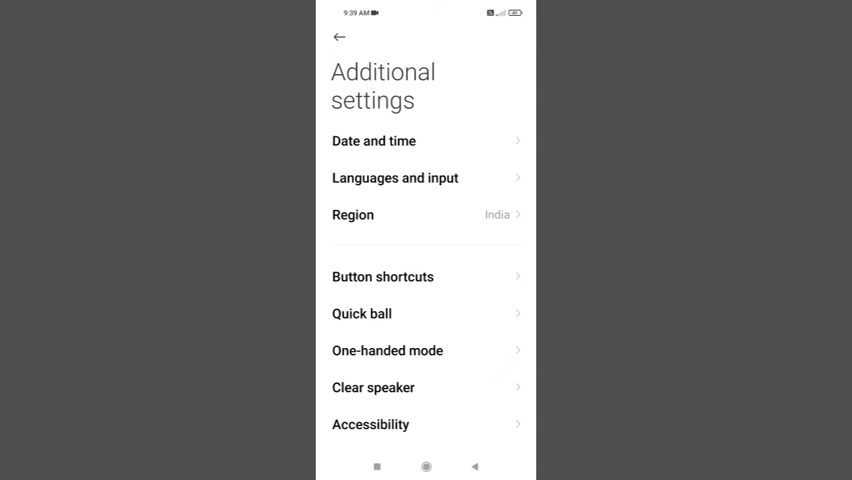 9:39 AM
Additional
settings
Date and time
Languages and input
Region
India
Button shortcuts
Quick ball
One-handed mode
Clear speaker
Accessibility